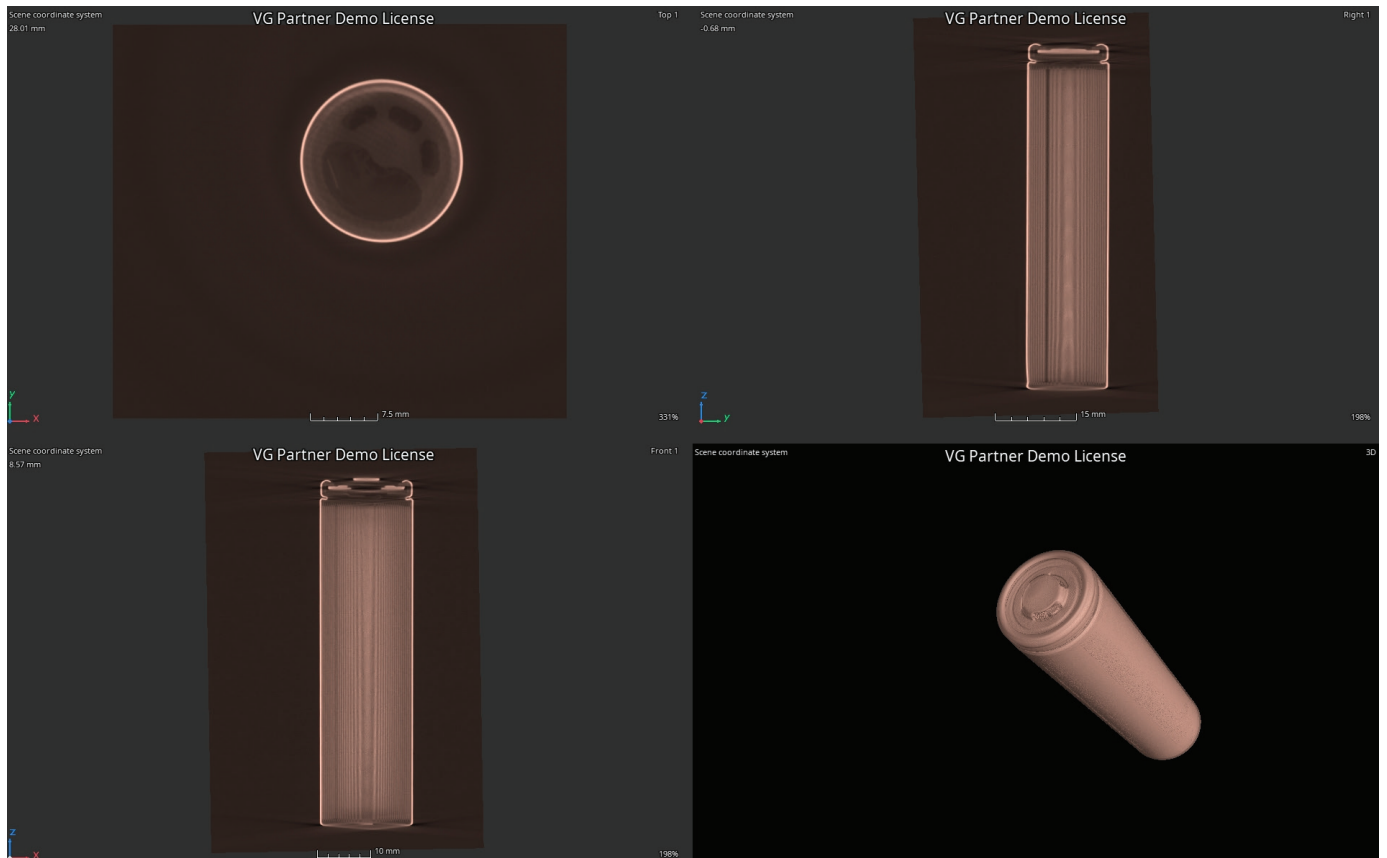 Scene coordinate system
VG Partner Demo License
Top 1
28.01 mm
y
x
7.5 mm
331%
Scene coordinate system
VG Partner Demo License
Right 1
-0.68 mm
z
y
15 mm
198%
Scene coordinate system
VG Partner Demo License
Front 1
8.57 mm
z
x
10 mm
198%
Scene coordinate system
VG Partner Demo License
3D